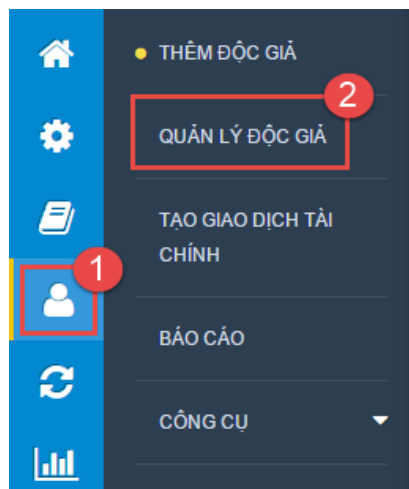 THÊM ĐỘC GIẢ
2
QUẢN LÝ ĐỘC GIẢ
TẠO GIAO DỊCH TÀI
CHÍNH
1
BÁO CÁO
CÔNG CỤ